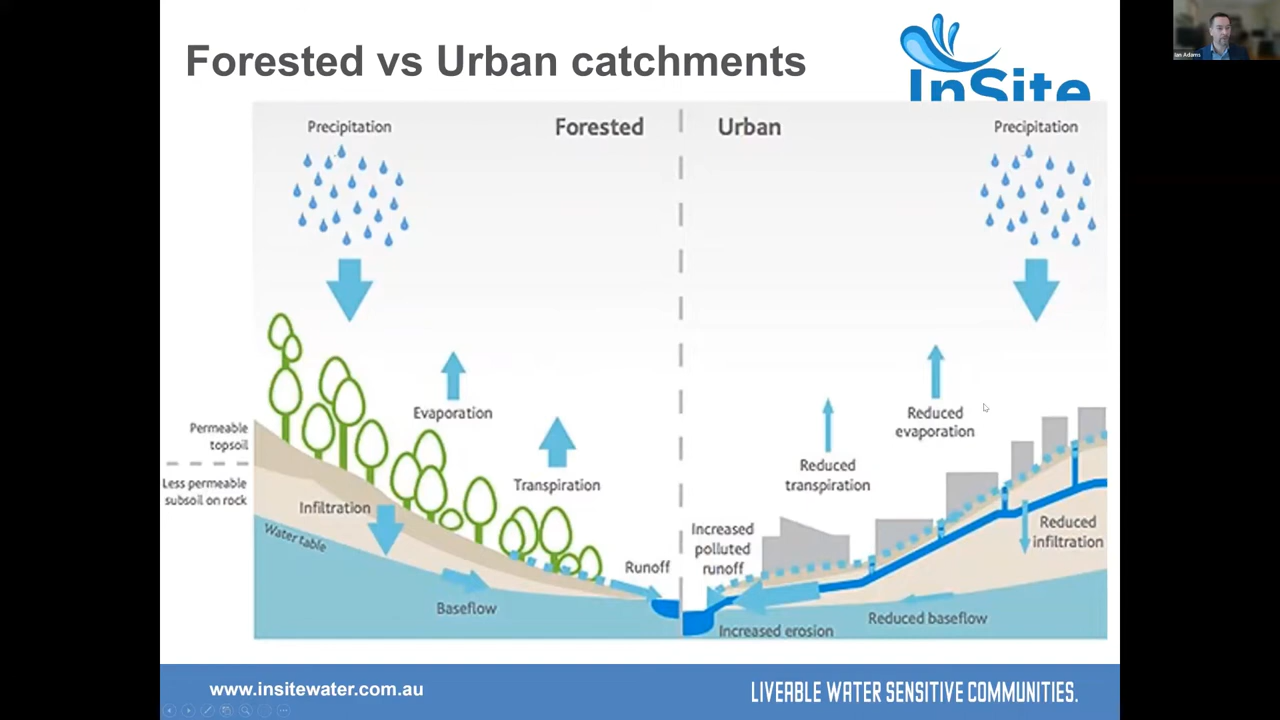 Forested vs Urban catchments
InSite
Ian Adams
Precipitation
Forested
Urban
Precipitation
Evaporation
Transpiration
Reduced
evaporation
Reduced
transpiration
Permeable
topsoil
Less permeable
subsoil on rock
Infiltration
Water table
Baseflow
Runoff
Increased
polluted
runoff
Increased erosion
Reduced baseflow
Reduced
infiltration
www.insitewater.com.au
LIVEABLE WATER SENSITIVE COMMUNITIES.